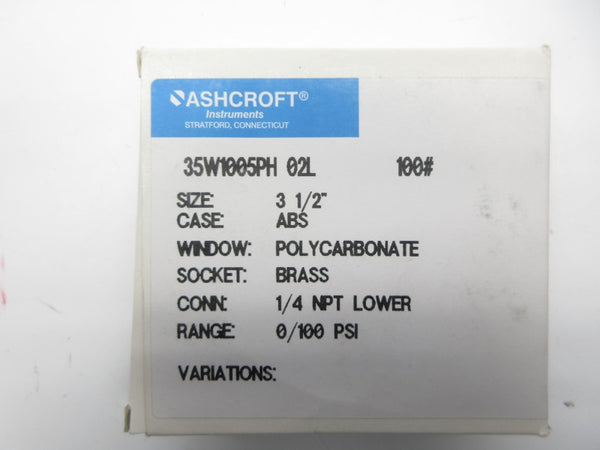 ASHCROFT®
Instruments
STRATFORD, CONNECTICUT
35W1005PH 02L 100#
SIZE: 3 1/2"
CASE: ABS
WINDOW: POLYCARBONATE
SOCKET: BRASS
CONN: 1/4 NPT LOWER
RANGE: 0/100 PSI
VARIATIONS: